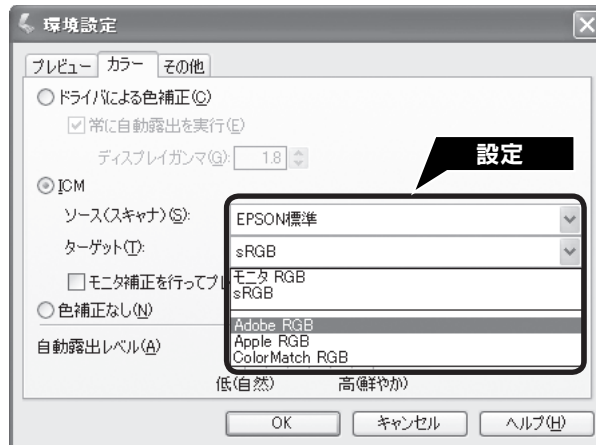 環境設定
プレビュー カラー その他
ドライバによる色補正(C)
常に自動露出を実行(E)
ディスプレイガンマ(G): 1.8
設定
ICM
ソース(スキャナ)(S): EPSON標準
ターゲット(T): sRGB
モニタ RGB
モニタ補正を行ってプレ
sRGB
色補正なし(N)
Adobe RGB
Apple RGB
自動露出レベル(A)
ColorMatch RGB
低(自然) 高(鮮やか)
OK キャンセル ヘルプ(H)